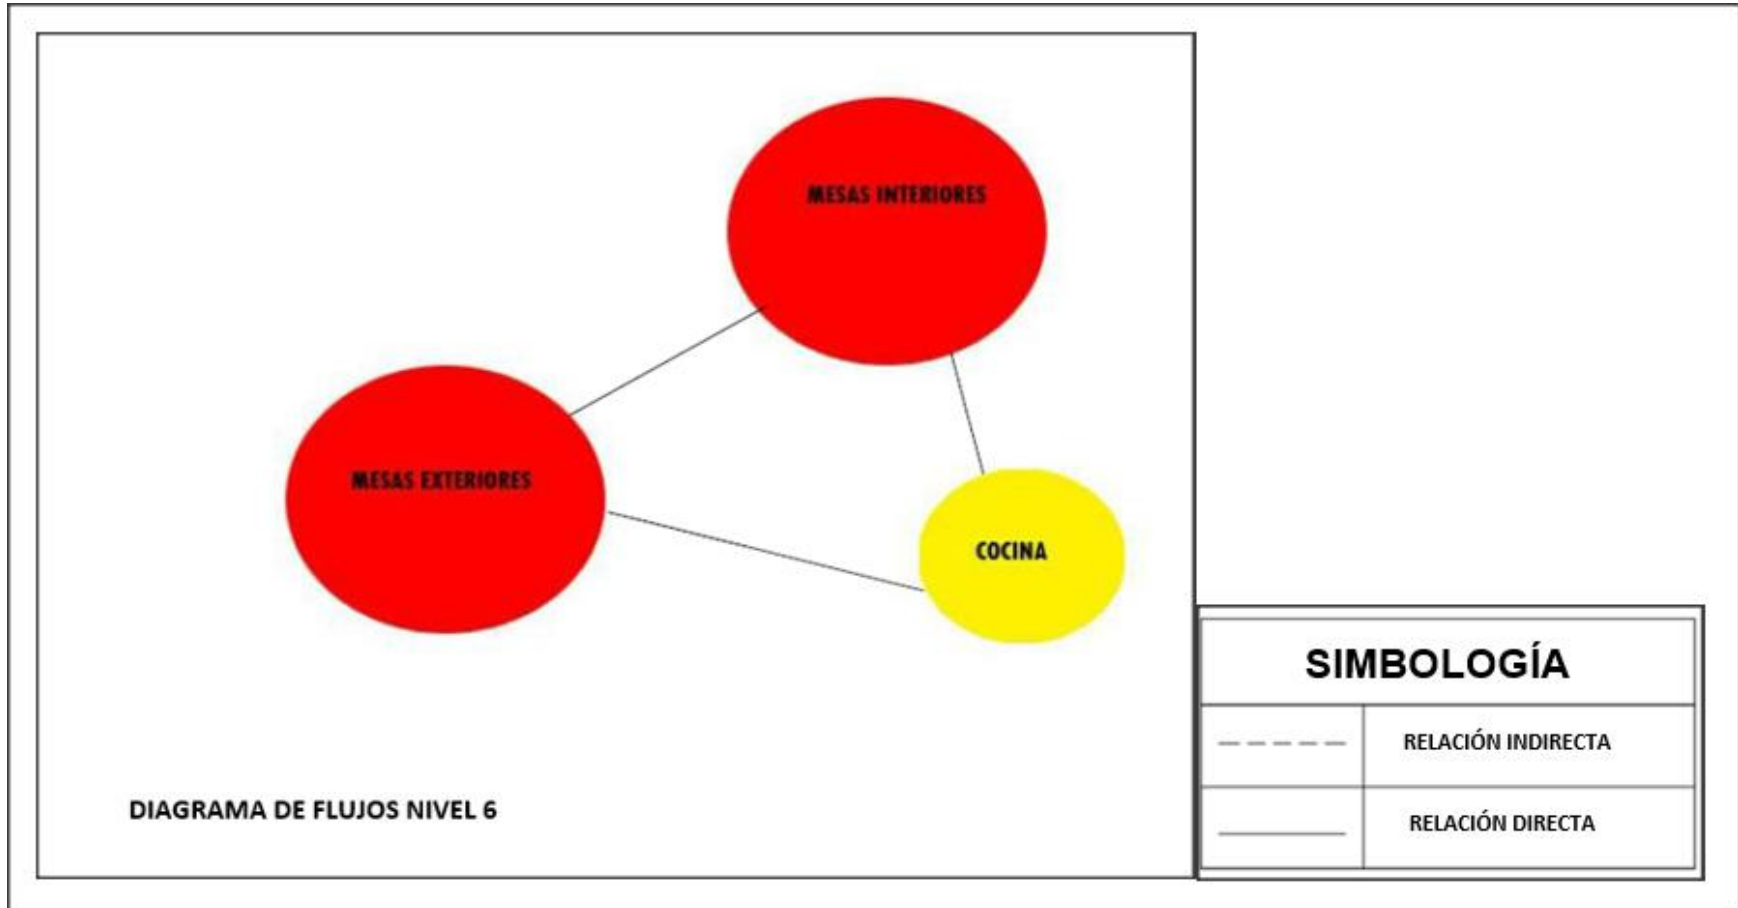 MESAS INTERIORES
MESAS EXTERIORES
COCINA
DIAGRAMA DE FLUJOS NIVEL 6
SIMBOLOGÍA
RELACIÓN INDIRECTA
RELACIÓN DIRECTA